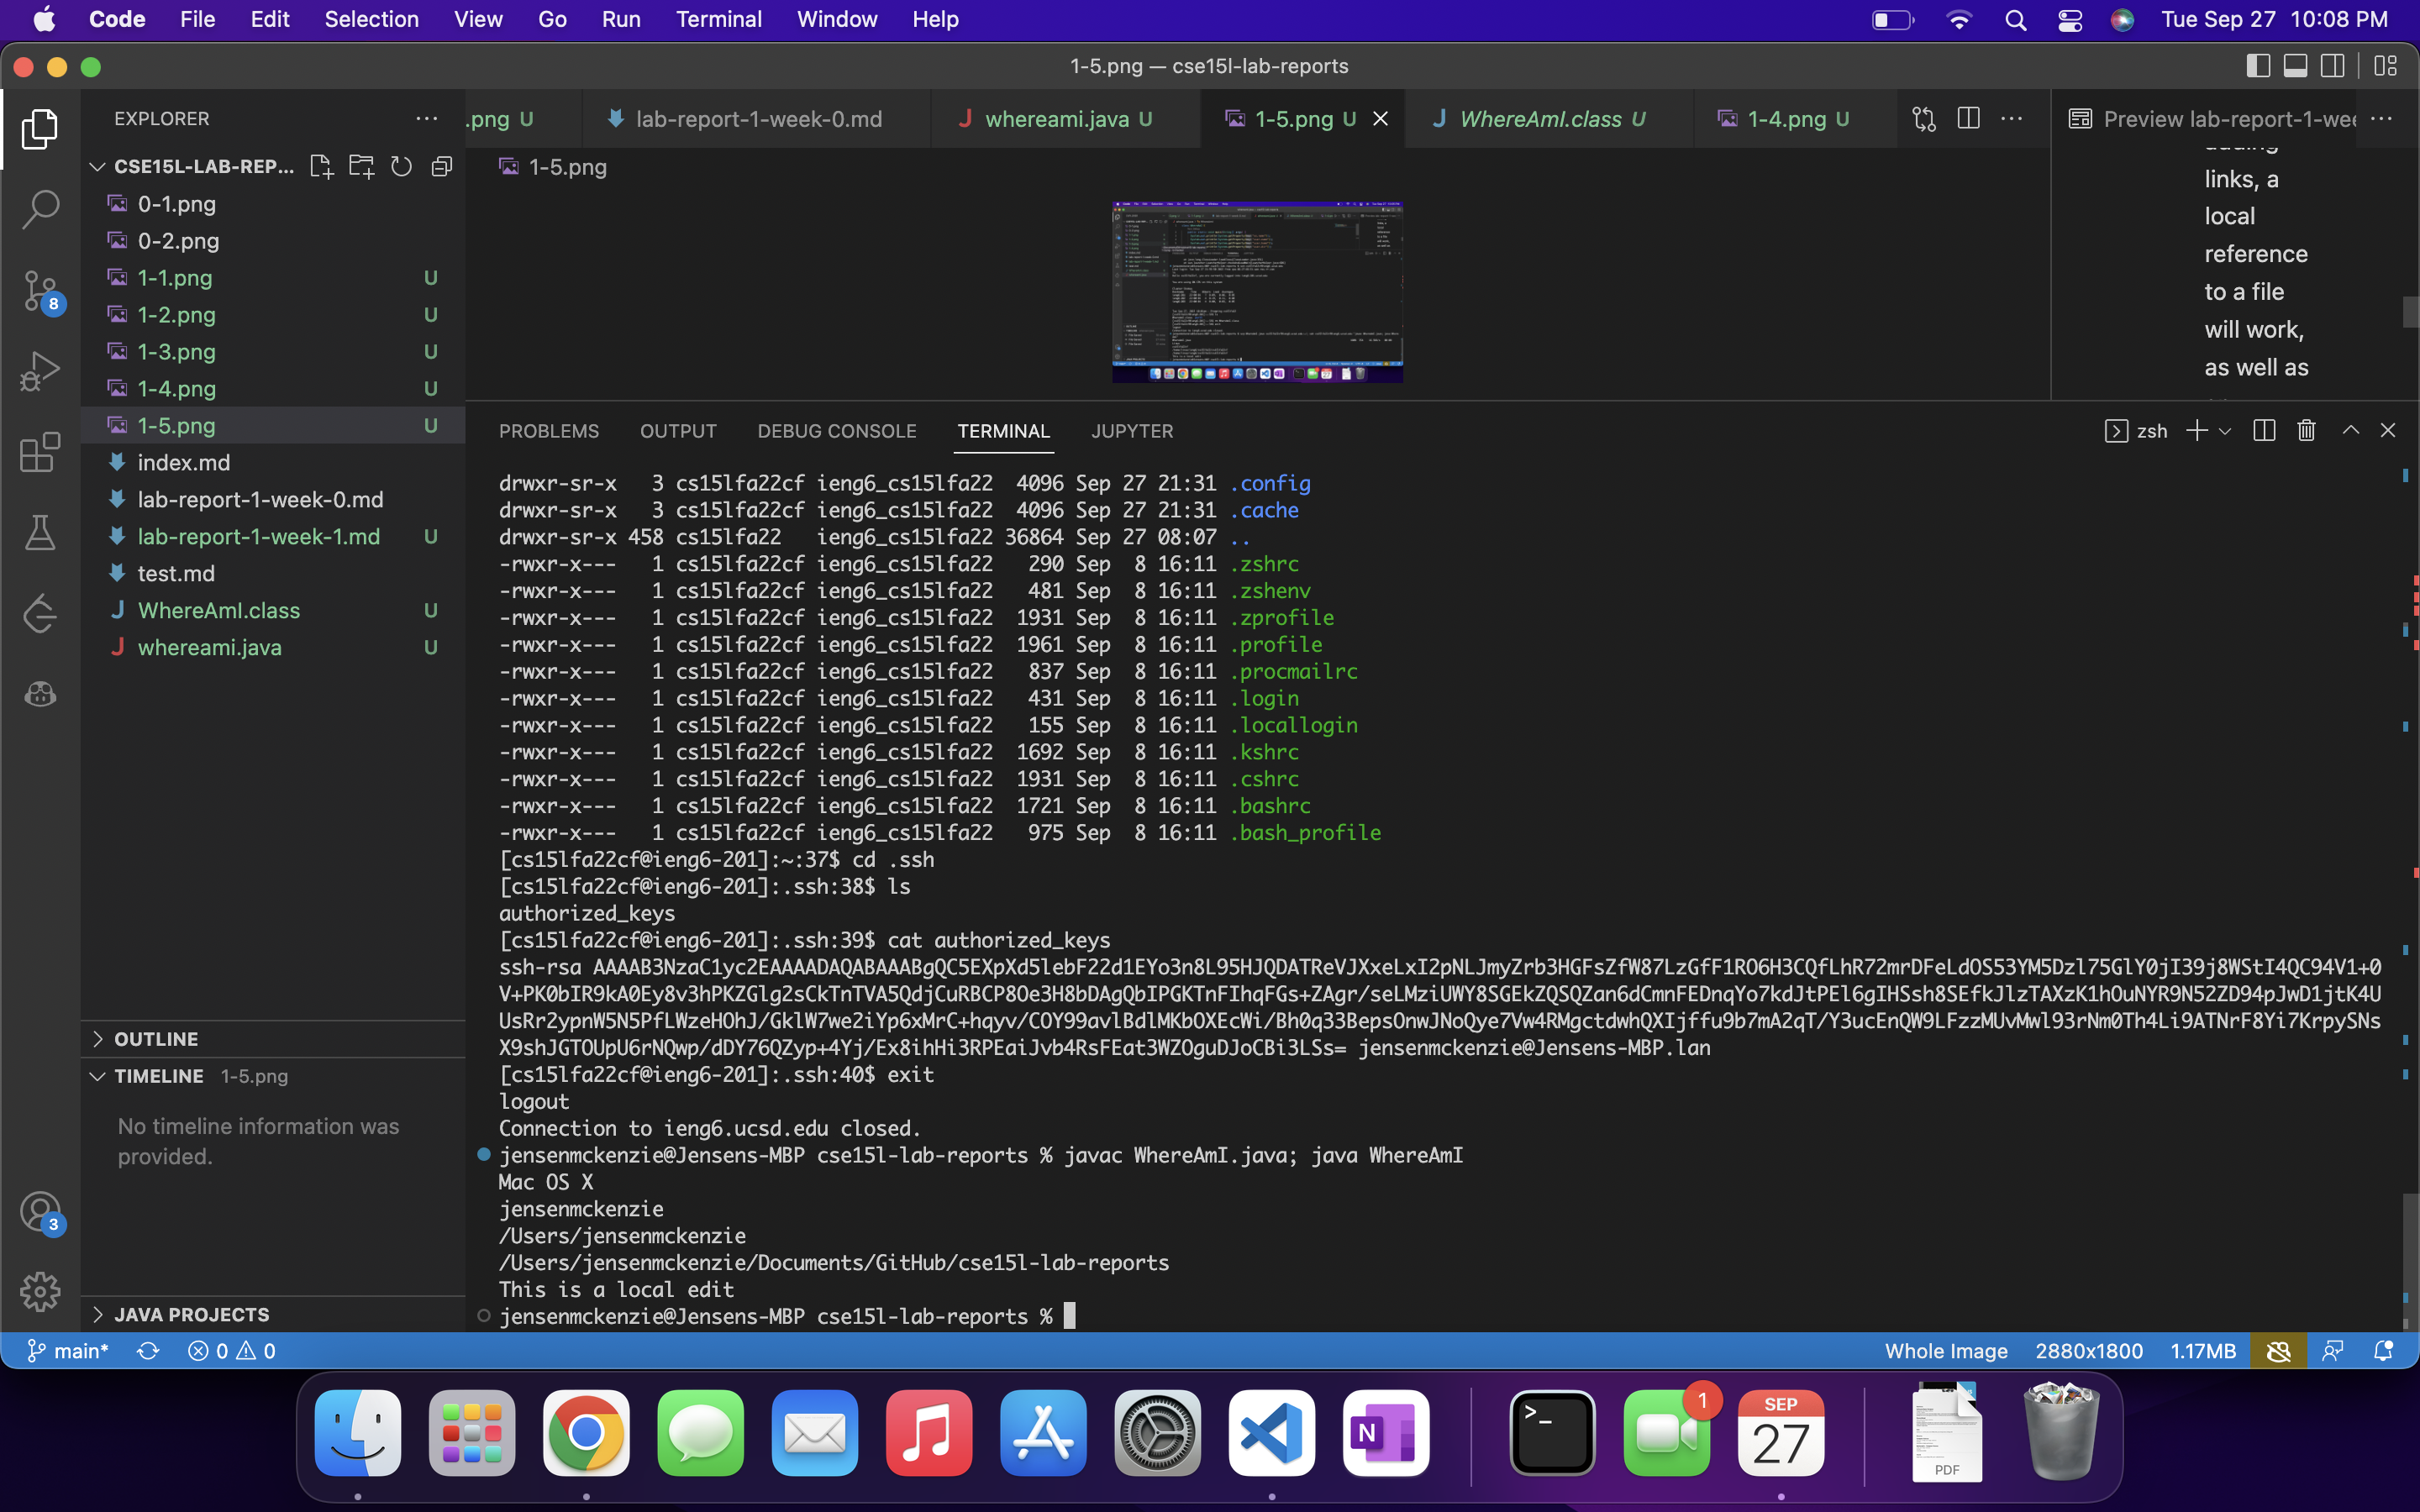 Code File Edit Selection View Go Run Terminal Window Help
Tue Sep 27 10:08 PM
1-5.png — cse15l-lab-reports
EXPLORER
.png U
lab-report-1-week-0.md
whereami.java U
1-5.png U
WhereAmI.class U
1-4.png U
Preview lab-report-1-wee
CSE15L-LAB-REP...
0-1.png
0-2.png
1-1.png U
1-2.png U
1-3.png U
1-4.png U
1-5.png U
index.md
lab-report-1-week-0.md
lab-report-1-week-1.md U
test.md
WhereAmI.class U
whereami.java U
8
OUTLINE
TIMELINE 1-5.png
No timeline information was
provided.
3
JAVA PROJECTS
1-5.png
adding
links, a
local
reference
to a file
will work,
as well as
PROBLEMS OUTPUT DEBUG CONSOLE TERMINAL JUPYTER
zsh
drwxr-sr-x 3 cs15lfa22cf ieng6_cs15lfa22 4096 Sep 27 21:31 .config
drwxr-sr-x 3 cs15lfa22cf ieng6_cs15lfa22 4096 Sep 27 21:31 .cache
drwxr-sr-x 458 cs15lfa22 ieng6_cs15lfa22 36864 Sep 27 08:07 ..
-rwxr-x--- 1 cs15lfa22cf ieng6_cs15lfa22 290 Sep 8 16:11 .zshrc
-rwxr-x--- 1 cs15lfa22cf ieng6_cs15lfa22 481 Sep 8 16:11 .zshenv
-rwxr-x--- 1 cs15lfa22cf ieng6_cs15lfa22 1931 Sep 8 16:11 .zprofile
-rwxr-x--- 1 cs15lfa22cf ieng6_cs15lfa22 1961 Sep 8 16:11 .profile
-rwxr-x--- 1 cs15lfa22cf ieng6_cs15lfa22 837 Sep 8 16:11 .procmailrc
-rwxr-x--- 1 cs15lfa22cf ieng6_cs15lfa22 431 Sep 8 16:11 .login
-rwxr-x--- 1 cs15lfa22cf ieng6_cs15lfa22 155 Sep 8 16:11 .locallogin
-rwxr-x--- 1 cs15lfa22cf ieng6_cs15lfa22 1692 Sep 8 16:11 .kshrc
-rwxr-x--- 1 cs15lfa22cf ieng6_cs15lfa22 1931 Sep 8 16:11 .cshrc
-rwxr-x--- 1 cs15lfa22cf ieng6_cs15lfa22 1721 Sep 8 16:11 .bashrc
-rwxr-x--- 1 cs15lfa22cf ieng6_cs15lfa22 975 Sep 8 16:11 .bash_profile
[cs15lfa22cf@ieng6-201]:~:37$ cd .ssh
[cs15lfa22cf@ieng6-201]:.ssh:38$ ls
authorized_keys
[cs15lfa22cf@ieng6-201]:.ssh:39$ cat authorized_keys
ssh-rsa AAAAB3NzaC1yc2EAAAADAQABAAABgQC5EXpXd5lebF22d1EYo3n8L95HJQDATReVJXxeLxI2pNLJmyZrb3HGFsZfW87LzGfF1RO6H3CQfLhR72mrDFeLdOS53YM5Dzl75GlY0jI39j8WStI4QC94V1+0
V+PK0bIR9kA0Ey8v3hPKZGlg2sCkTnTVA5QdjCuRBCP8Oe3H8bDAgQbIPGKTnFIhqFGs+ZAgr/seLMziUWY8SGEkZQSQZan6dCmnFEDnqYo7kdJtPEl6gIHSsh8SEfkJlzTAXzK1hOuNYR9N52ZD94pJwD1jtK4U
UsRr2ypnW5N5PfLWzeHOhJ/GklW7we2iYp6xMrC+hqyv/COY99avlBdlMKbOXEcWi/Bh0q33BepsOnwJNoQye7Vw4RMgctdwhQXIjffu9b7mA2qT/Y3ucEnQW9LFzzMUvMwl93rNm0Th4Li9ATNrF8Yi7KrpySNs
X9shJGTOUpU6rNQwp/dDY76QZyp+4Yj/Ex8ihHi3RPEaiJvb4RsFEat3WZOguDJoCBi3LSs= jensenmckenzie@Jensens-MBP.lan
[cs15lfa22cf@ieng6-201]:.ssh:40$ exit
logout
Connection to ieng6.ucsd.edu closed.
jensenmckenzie@Jensens-MBP cse15l-lab-reports % javac WhereAmI.java; java WhereAmI
Mac OS X
jensenmckenzie
/Users/jensenmckenzie
/Users/jensenmckenzie/Documents/GitHub/cse15l-lab-reports
This is a local edit
jensenmckenzie@Jensens-MBP cse15l-lab-reports %
main* 0 0
Whole Image 2880x1800 1.17MB
N
>_
1
SEP
27
PDF